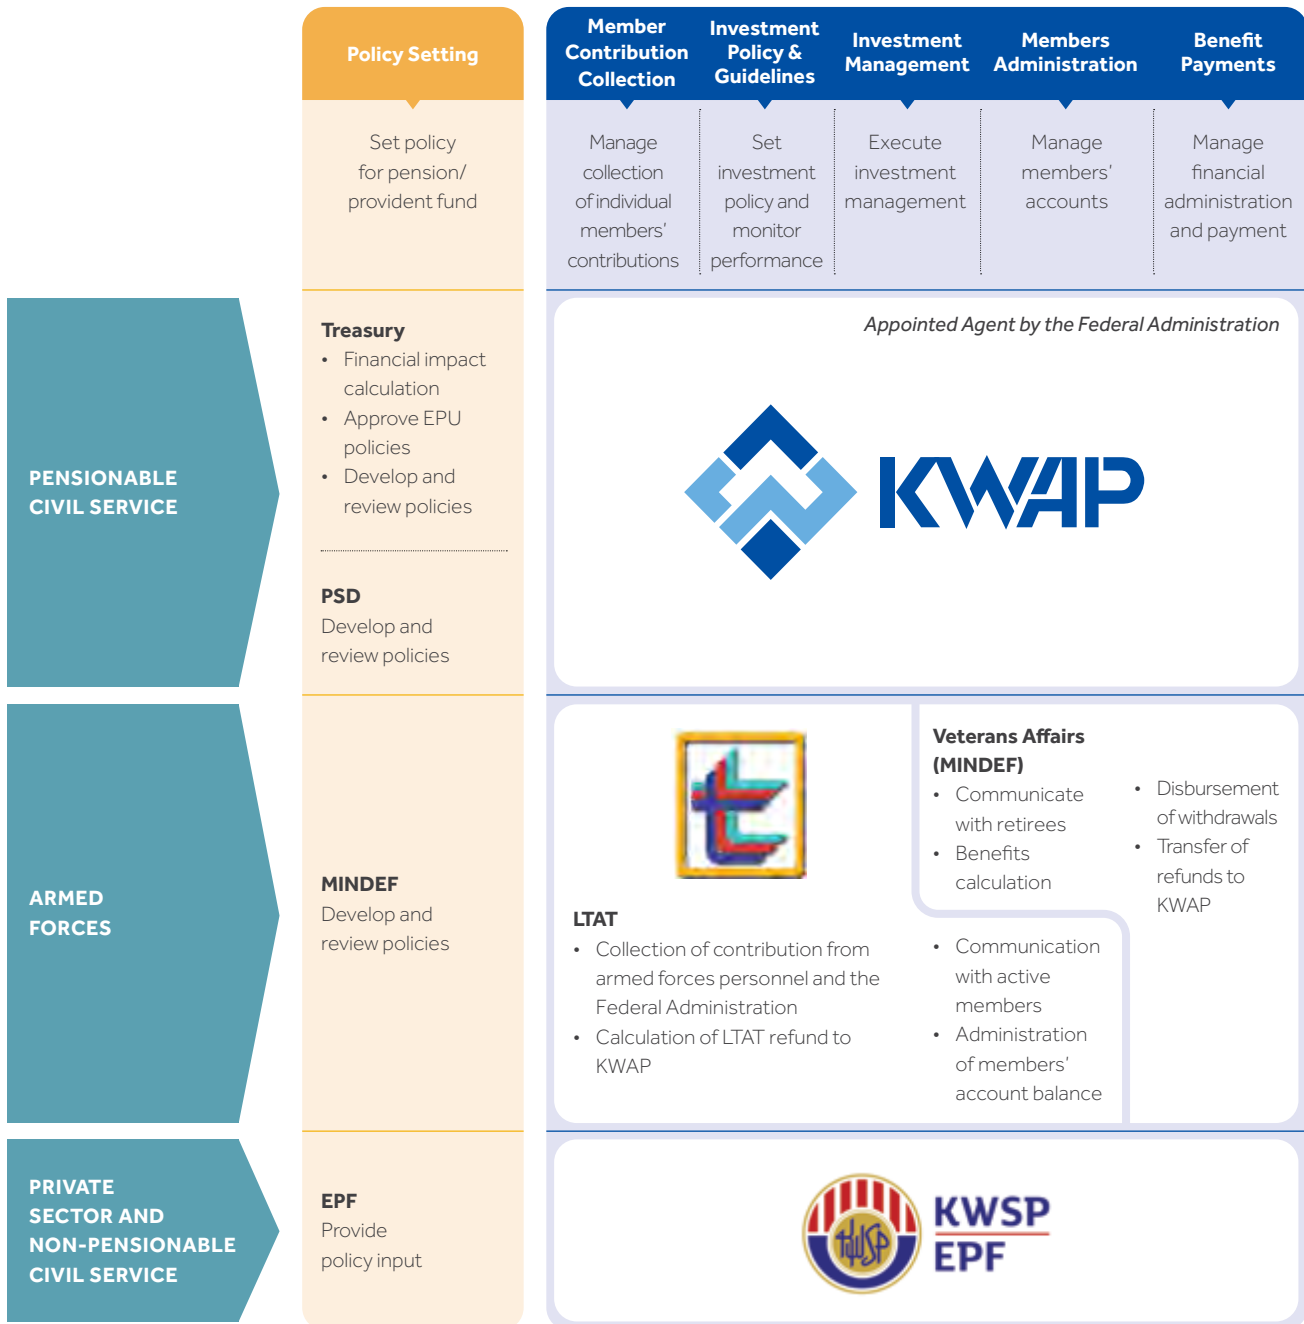 Policy Setting
Member
Contribution
Collection
Investment
Policy &
Guidelines
Investment
Management
Members
Administration
Benefit
Payments
Set policy
for pension/
provident fund
Manage
collection
of individual
members’
contributions
Set
investment
policy and
monitor
performance
Execute
investment
management
Manage
members’
accounts
Manage
financial
administration
and payment
PENSIONABLE
CIVIL SERVICE
Treasury
• Financial impact
calculation
• Approve EPU
policies
• Develop and
review policies
PSD
Develop and
review policies
Appointed Agent by the Federal Administration
KWAP
ARMED
FORCES
MINDEF
Develop and
review policies
LTAT
• Collection of contribution from
armed forces personnel and the
Federal Administration
• Calculation of LTAT refund to
KWAP
Veterans Affairs
(MINDEF)
• Communicate
with retirees
• Benefits
calculation
• Communication
with active
members
• Administration
of members’
account balance
• Disbursement
of withdrawals
• Transfer of
refunds to
KWAP
PRIVATE
SECTOR AND
NON-PENSIONABLE
CIVIL SERVICE
EPF
Provide
policy input
KWSP
KWSP
EPF